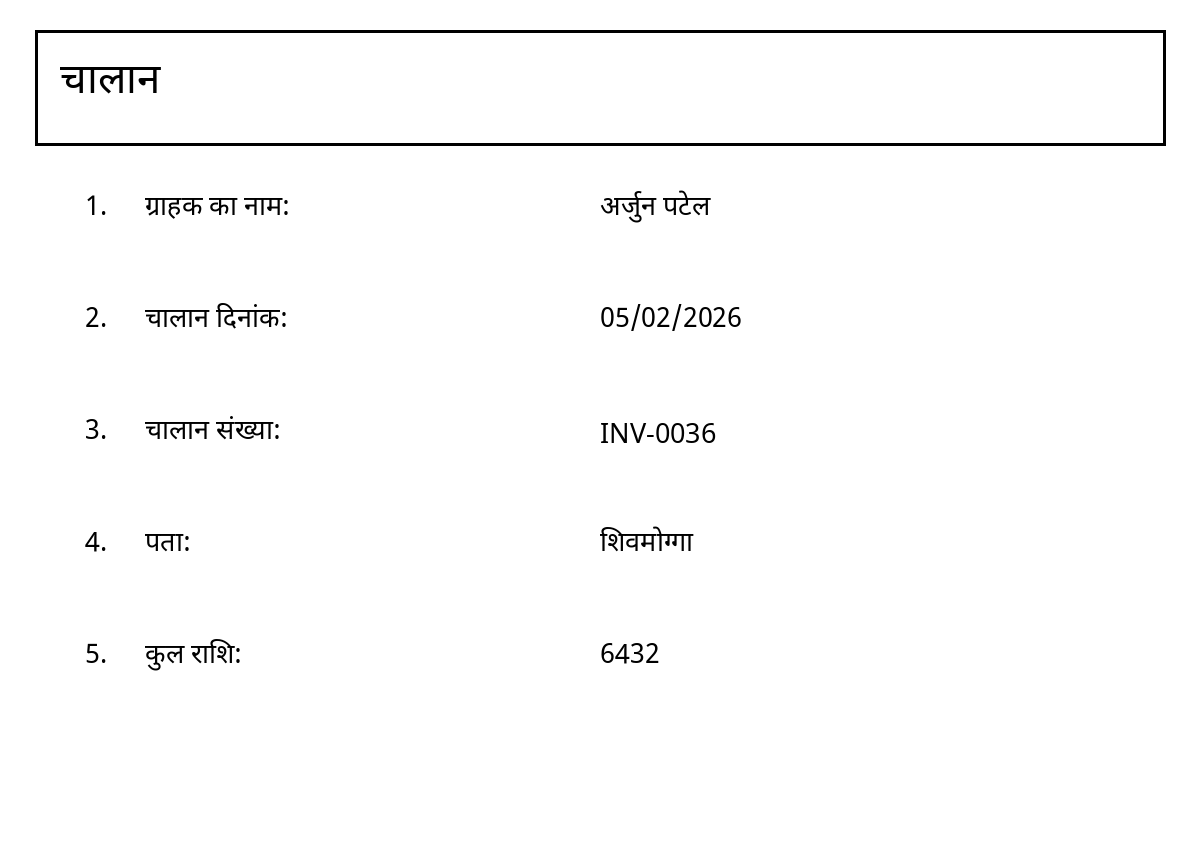 चालान
1. ग्राहक का नाम: अर्जुन पटेल
2. चालान दिनांक: 05/02/2026
3. चालान संख्या: INV-0036
4. पता: शिवमोग्गा
5. कुल राशि: 6432